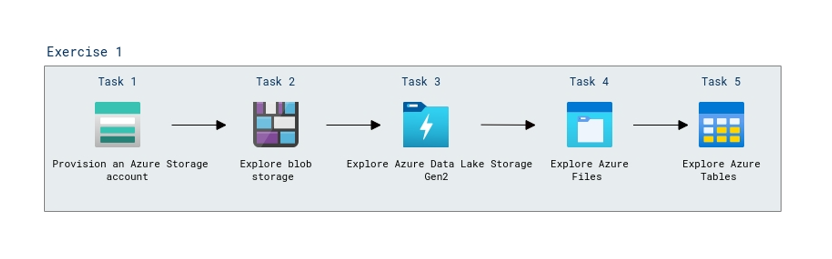 Exercise 1
Task 1
Task 2
Task 3
Task 4
Task 5
Provision an Azure Storage
account
Explore blob
storage
Explore Azure Data Lake Storage
Gen2
Explore Azure
Files
Explore Azure
Tables